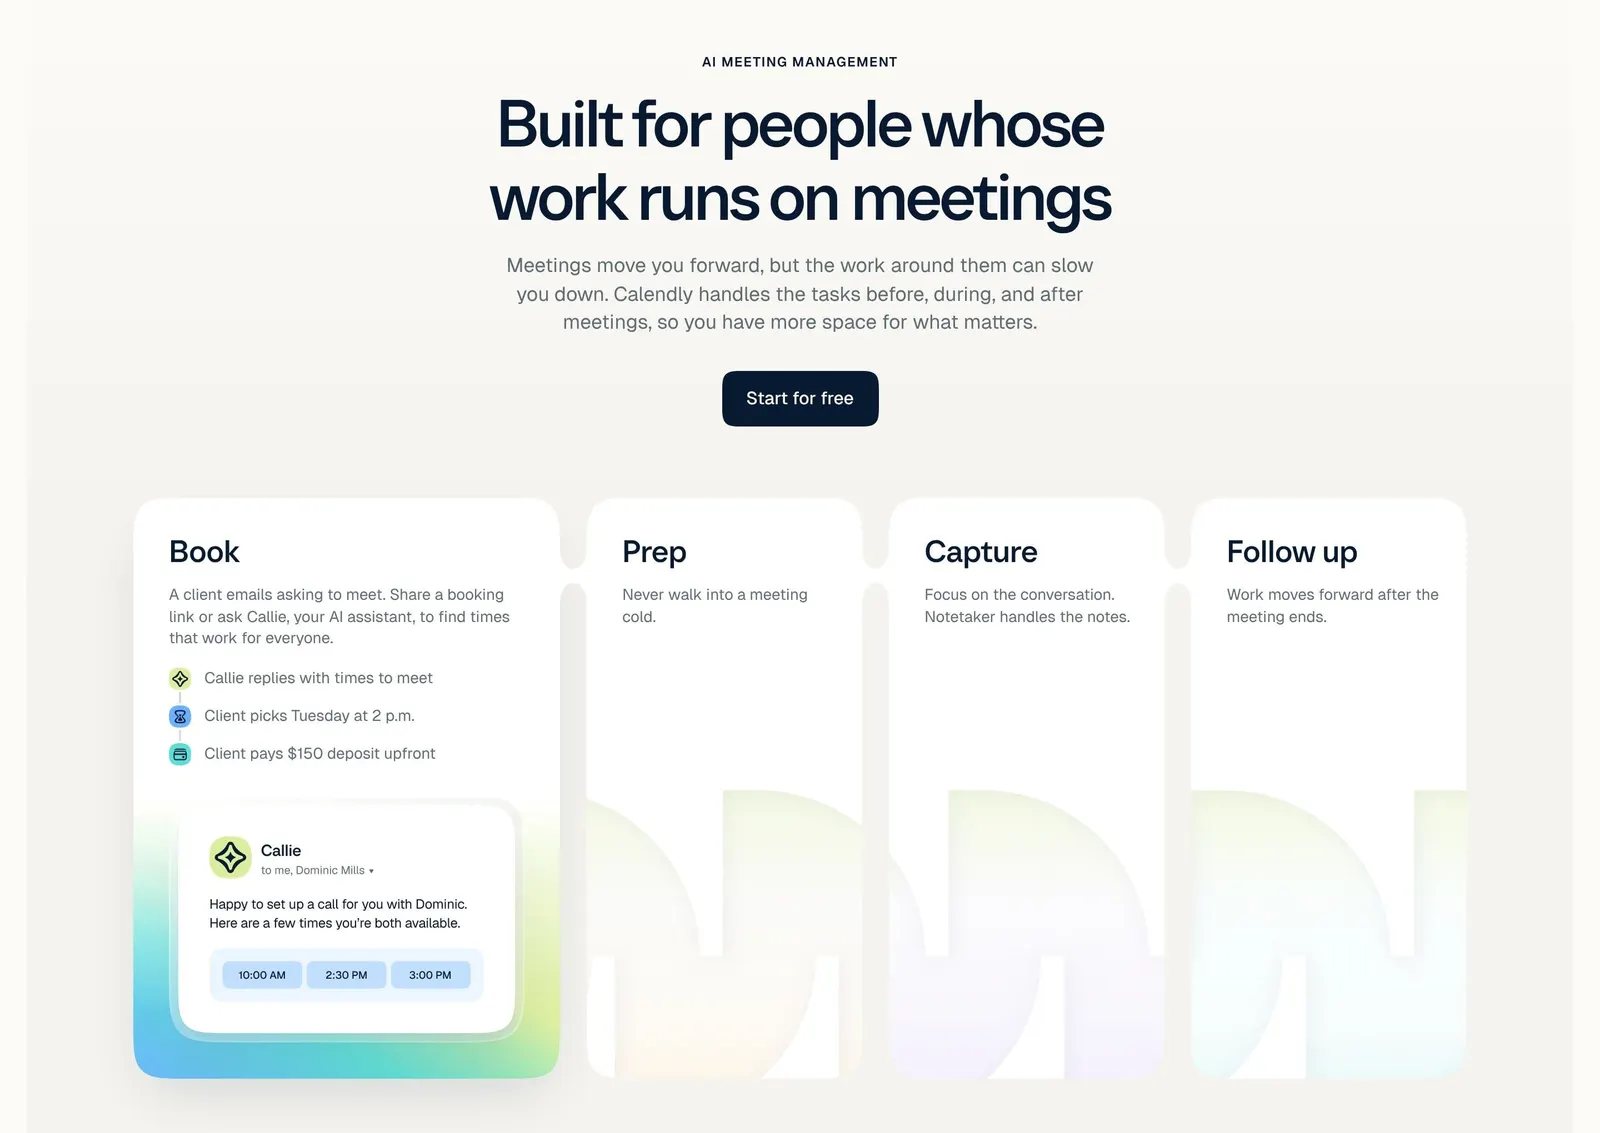 AI MEETING MANAGEMENT
Built for people whose
work runs on meetings
Meetings move you forward, but the work around them can slow
you down. Calendly handles the tasks before, during, and after
meetings, so you have more space for what matters.
Start for free
Book
A client emails asking to meet. Share a booking
link or ask Callie, your AI assistant, to find times
that work for everyone.
Callie replies with times to meet
Client picks Tuesday at 2 p.m.
Client pays $150 deposit upfront
Callie
to me, Dominic Mills ▾
Happy to set up a call for you with Dominic.
Here are a few times you're both available.
10:00 AM 2:30 PM 3:00 PM
Prep
Never walk into a meeting
cold.
Capture
Focus on the conversation.
Notetaker handles the notes.
Follow up
Work moves forward after the
meeting ends.